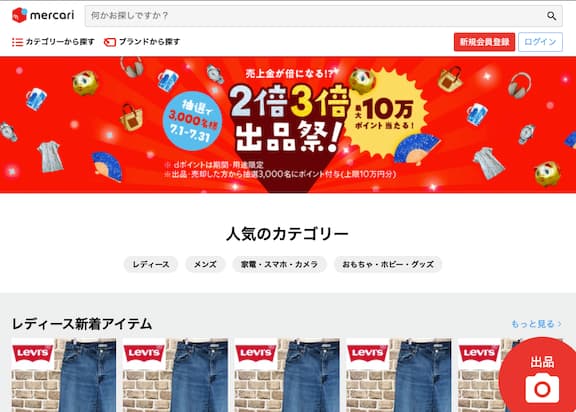 mercari
何かお探しですか？
カテゴリーから探す
ブランドから探す
新規会員登録
ログイン
売上金が倍になる!?
抽選で
3,000名様
7.1-7.31
2倍3倍
出品祭!
最大10万
ポイント当たる!
※ dポイントは期間・用途限定
※出品・売却した方から抽選3,000名にポイント付与(上限10万円分)
人気のカテゴリー
レディース
メンズ
家電・スマホ・カメラ
おもちゃ・ホビー・グッズ
レディース新着アイテム
もっと見る
LEVI'S
LEVI'S
LEVI'S
LEVI'S
LEVI'S
出品